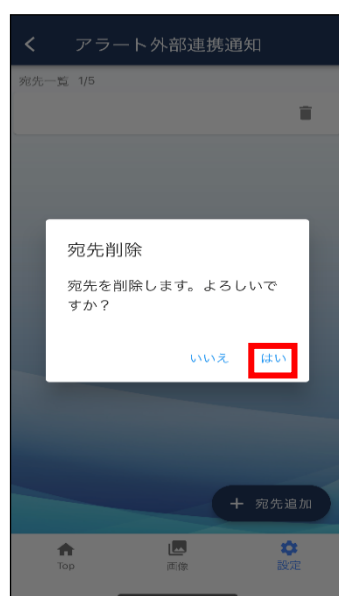 アラート外部連携通知
宛先一覧 1/5
宛先削除
宛先を削除します。よろしいで
すか？
いいえ はい
+ 宛先追加
Top 画像 設定